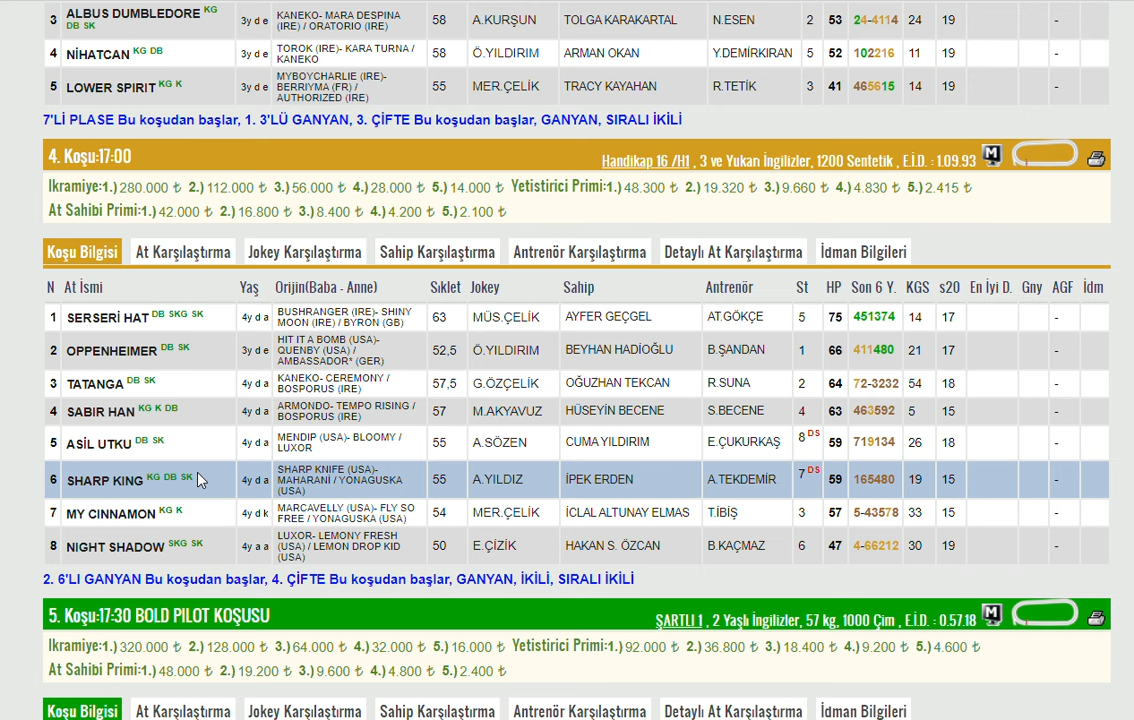 3 ALBUS DUMBLEDORE KG DB SK 3y d e KANEKO- MARA DESPINA (IRE) / ORATORIO (IRE) 58 A.KURŞUN TOLGA KARAKARTAL N.ESEN 2 53 24-4114 24 19 -
4 NİHATCAN KG DB 3y d e TOROK (IRE)- KARA TURNA / KANEKO 58 Ö.YILDIRIM ARMAN OKAN Y.DEMİRKIRAN 5 52 102216 11 19 -
5 LOWER SPIRIT KG K 3y d e MYBOYCHARLIE (IRE)- BERRIYMA (FR) / AUTHORIZED (IRE) 55 MER.ÇELİK TRACY KAYAHAN R.TETİK 3 41 465615 14 19 -
7'Lİ PLASE Bu koşudan başlar, 1. 3'LÜ GANYAN, 3. ÇİFTE Bu koşudan başlar, GANYAN, SIRALI İKİLİ
4. Koşu:17:00 Handikap 16 /H1 , 3 ve Yukarı İngilizler, 1200 Sentetik , E.İ.D. : 1.09.93
İkramiye:1.) 280.000 ₺ 2.) 112.000 ₺ 3.) 56.000 ₺ 4.) 28.000 ₺ 5.) 14.000 ₺ Yetistirici Primi:1.) 48.300 ₺ 2.) 19.320 ₺ 3.) 9.660 ₺ 4.) 4.830 ₺ 5.) 2.415 ₺
At Sahibi Primi:1.) 42.000 ₺ 2.) 16.800 ₺ 3.) 8.400 ₺ 4.) 4.200 ₺ 5.) 2.100 ₺
Koşu Bilgisi At Karşılaştırma Jokey Karşılaştırma Sahip Karşılaştırma Antrenör Karşılaştırma Detaylı At Karşılaştırma İdman Bilgileri
N At İsmi Yaş Orijin(Baba - Anne) Sıklet Jokey Sahip Antrenör St HP Son 6 Y. KGS s20 En İyi D. Gny AGF İdm
1 SERSERİ HAT DB SKG SK 4y d a BUSHRANGER (IRE)- SHINY MOON (IRE) / BYRON (GB) 63 MÜS.ÇELİK AYFER GEÇGEL AT.GÖKÇE 5 75 451374 14 17 -
2 OPPENHEIMER DB SK 3y d e HIT IT A BOMB (USA)- QUENBY (USA) / AMBASSADOR* (GER) 52,5 Ö.YILDIRIM BEYHAN HADİOĞLU B.ŞANDAN 1 66 411480 21 17 -
3 TATANGA DB SK 4y d a KANEKO- CEREMONY / BOSPORUS (IRE) 57,5 G.ÖZÇELİK OĞUZHAN TEKCAN R.SUNA 2 64 72-3232 54 18 -
4 SABIR HAN KG K DB 4y d a ARMONDO- TEMPO RISING / BOSPORUS (IRE) 57 M.AKYAVUZ HÜSEYİN BECENE S.BECENE 4 63 463592 5 15 -
5 ASİL UTKU DB SK 4y d a MENDIP (USA)- BLOOMY / LUXOR 55 A.SÖZEN CUMA YILDIRIM E.ÇUKURKAŞ 8 DS 59 719134 26 18 -
6 SHARP KING KG DB SK 4y d a SHARP KNIFE (USA)- MAHARANİ / YONAGUSKA (USA) 55 A.YILDIZ İPEK ERDEN A.TEKDEMİR 7 DS 59 165480 19 15 -
7 MY CINNAMON KG K 4y d k MARCAVELLY (USA)- FLY SO FREE / YONAGUSKA (USA) 54 MER.ÇELİK İCLAL ALTUNAY ELMAS T.İBİŞ 3 57 5-43578 33 15 -
8 NIGHT SHADOW SKG SK 4y a a LUXOR- LEMONY FRESH (USA) / LEMON DROP KID (USA) 50 E.ÇİZİK HAKAN S. ÖZCAN B.KAÇMAZ 6 47 4-66212 30 19 -
2. 6'LI GANYAN Bu koşudan başlar, 4. ÇİFTE Bu koşudan başlar, GANYAN, İKİLİ, SIRALI İKİLİ
5. Koşu:17:30 BOLD PILOT KOŞUSU ŞARTLI 1 , 2 Yaşlı İngilizler, 57 kg, 1000 Çim , E.İ.D. : 0.57.18
İkramiye:1.) 320.000 ₺ 2.) 128.000 ₺ 3.) 64.000 ₺ 4.) 32.000 ₺ 5.) 16.000 ₺ Yetistirici Primi:1.) 92.000 ₺ 2.) 36.800 ₺ 3.) 18.400 ₺ 4.) 9.200 ₺ 5.) 4.600 ₺
At Sahibi Primi:1.) 48.000 ₺ 2.) 19.200 ₺ 3.) 9.600 ₺ 4.) 4.800 ₺ 5.) 2.400 ₺
Koşu Bilgisi At Karşılaştırma Jokey Karşılaştırma Sahip Karşılaştırma Antrenör Karşılaştırma Detaylı At Karşılaştırma İdman Bilgileri